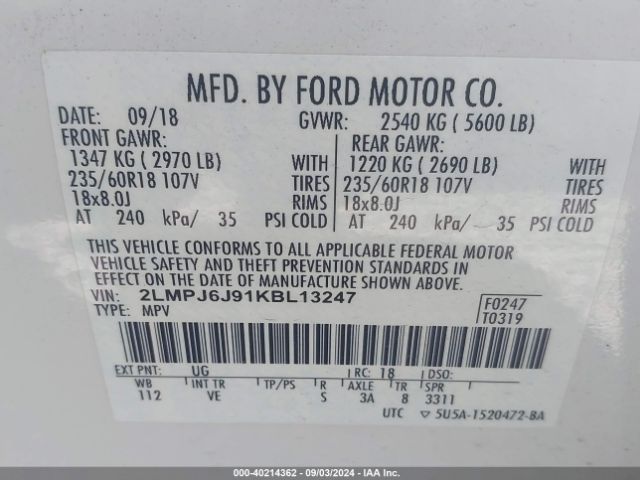 MFD. BY FORD MOTOR CO.
DATE: 09/18 GVWR: 2540 KG ( 5600 LB)
FRONT GAWR: REAR GAWR:
1347 KG ( 2970 LB) WITH 1220 KG ( 2690 LB) WITH
235/60R18 107V TIRES 235/60R18 107V TIRES
18x8.0J RIMS 18x8.0J RIMS
AT 240 kPa/ 35 PSI COLD AT 240 kPa/ 35 PSI COLD
THIS VEHICLE CONFORMS TO ALL APPLICABLE FEDERAL MOTOR
VEHICLE SAFETY AND THEFT PREVENTION STANDARDS IN
EFFECT ON THE DATE OF MANUFACTURE SHOWN ABOVE.
VIN: 2LMPJ6J91KBL13247 F0247
TYPE: MPV T0319
EXT PNT: UG RC: 18 DSO:
WB INT TR TP/PS R AXLE TR SPR
112 VE S 3A 8 3311
UTC ▽ 5U5A-1520472-BA
000-40214362 - 09/03/2024 - IAA Inc.